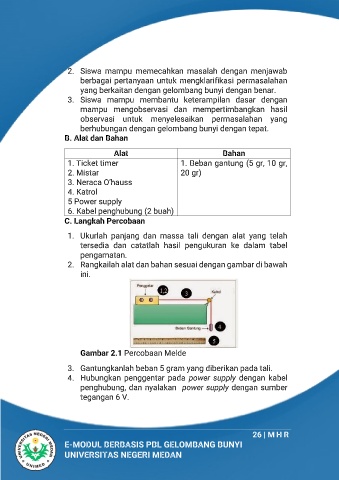 2. Siswa mampu memecahkan masalah dengan menjawab
berbagai pertanyaan untuk mengklarifikasi permasalahan
yang berkaitan dengan gelombang bunyi dengan benar.
3. Siswa mampu membantu keterampilan dasar dengan
mampu mengobservasi dan mempertimbangkan hasil
observasi untuk menyelesaikan permasalahan yang
berhubungan dengan gelombang bunyi dengan tepat.
B. Alat dan Bahan
Alat Bahan
1. Ticket timer 1. Beban gantung (5 gr, 10 gr,
2. Mistar 20 gr)
3. Neraca O'hauss
4. Katrol
5 Power supply
6. Kabel penghubung (2 buah)
C. Langkah Percobaan
1. Ukurlah panjang dan massa tali dengan alat yang telah
tersedia dan catatlah hasil pengukuran ke dalam tabel
pengamatan.
2. Rangkailah alat dan bahan sesuai dengan gambar di bawah
ini.
Penggetar
1,2
3
Katrol
Beban Gantung
4
5
Gambar 2.1 Percobaan Melde
3. Gantungkanlah beban 5 gram yang diberikan pada tali.
4. Hubungkan penggentar pada power supply dengan kabel
penghubung, dan nyalakan power supply dengan sumber
tegangan 6 V.
26 | M H R
E-MODUL BERBASIS PBL GELOMBANG BUNYI
UNIVERSITAS NEGERI MEDAN
UNIVERSITAS NEGERI MEDAN
UNIMED